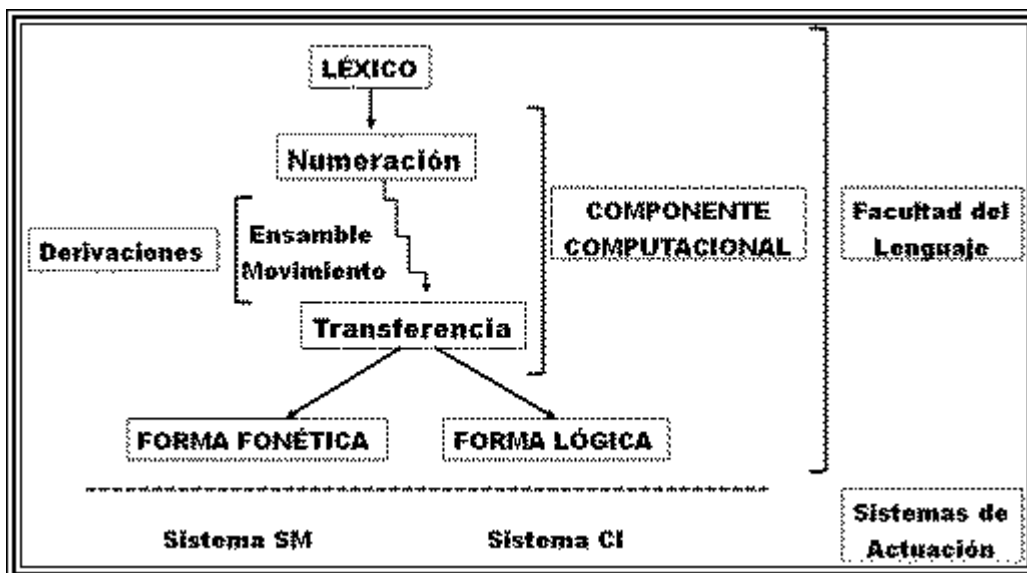 LÉXICO
Numeración
Derivaciones
Ensamble
Movimiento
Transferencia
COMPONENTE
COMPUTACIONAL
Facultad del
Lenguaje
FORMA FONÉTICA
FORMA LÓGICA
Sistema SM
Sistema CI
Sistemas de
Actuación